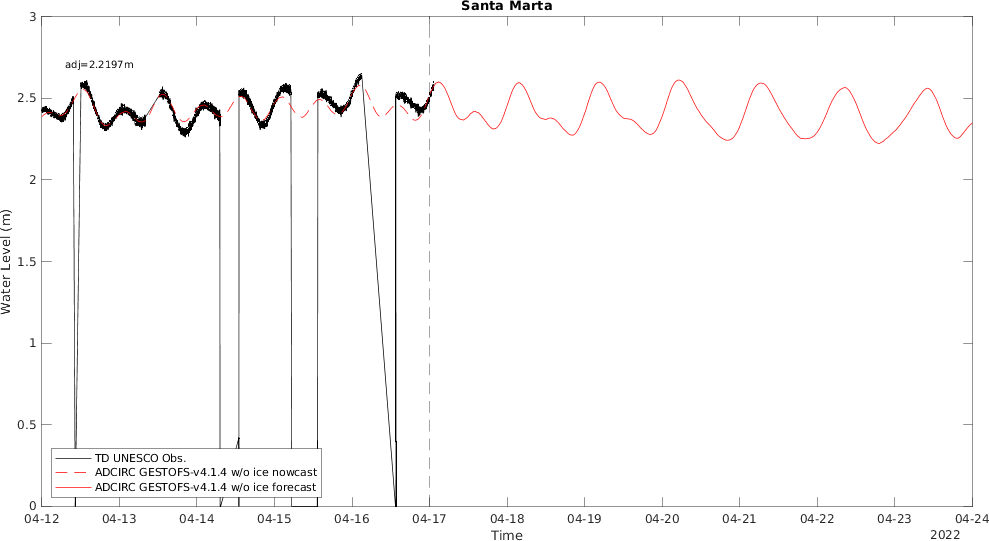 Santa Marta
adj=2.2197m
3
2.5
2
1.5
1
0.5
0
Water Level (m)
TD UNESCO Obs.
ADCIRC GESTOFS-v4.1.4 w/o ice nowcast
ADCIRC GESTOFS-v4.1.4 w/o ice forecast
04-12 04-13 04-14 04-15 04-16 04-17 04-18 04-19 04-20 04-21 04-22 04-23 04-24
Time
2022